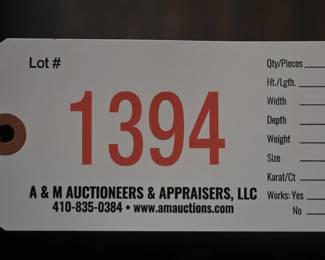 Lot #
1394
A & M AUCTIONEERS & APPRAISERS, LLC
410-835-0384 • www.amauctions.com
Qty/Pieces
Ht./Lgth.
Width
Depth
Weight
Size
Karat/Ct
Works: Yes
No